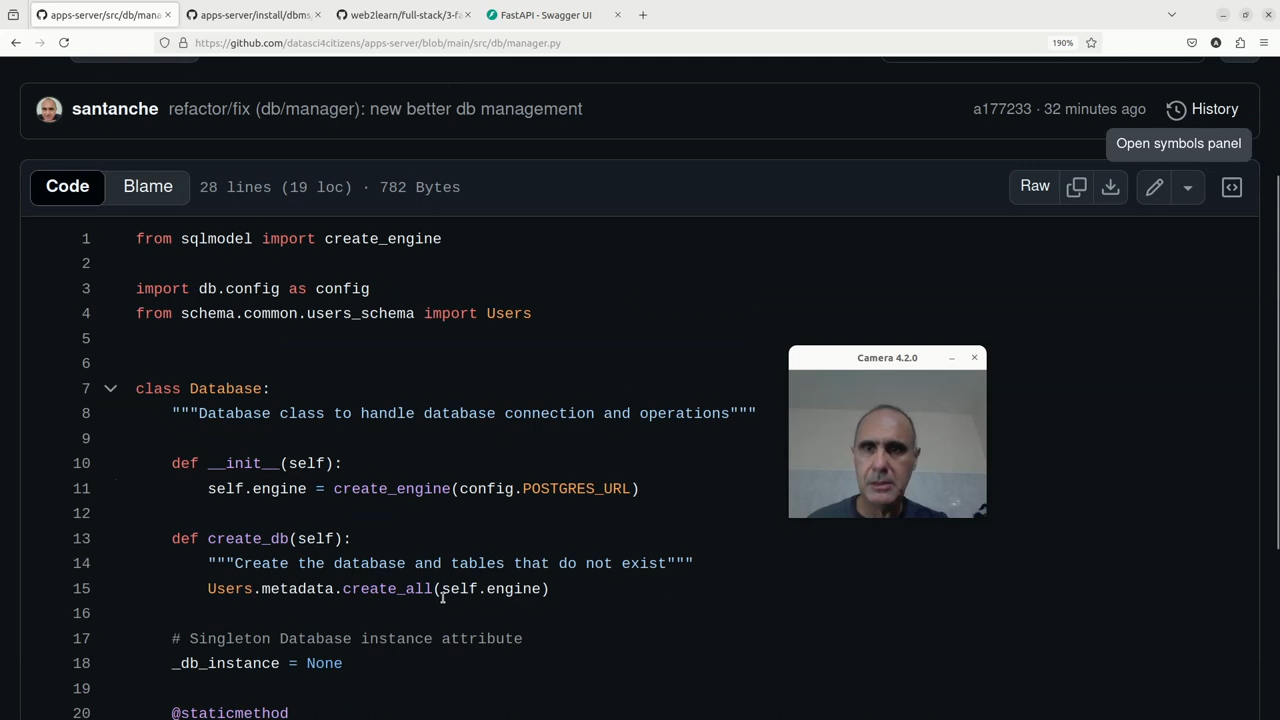 apps-server/src/db/mana
apps-server/install/dbms
web2learn/full-stack/3-fa
FastAPI - Swagger UI
https://github.com/datasci4citizens/apps-server/blob/main/src/db/manager.py
190%
santanche refactor/fix (db/manager): new better db management
a177233 · 32 minutes ago
History
Open symbols panel
Code
Blame
28 lines (19 loc) · 782 Bytes
Raw
1 from sqlmodel import create_engine
2
3 import db.config as config
4 from schema.common.users_schema import Users
5
6
7 class Database:
8 """Database class to handle database connection and operations"""
9
10 def __init__(self):
11 self.engine = create_engine(config.POSTGRES_URL)
12
13 def create_db(self):
14 """Create the database and tables that do not exist"""
15 Users.metadata.create_all(self.engine)
16
17 # Singleton Database instance attribute
18 _db_instance = None
19
20 @staticmethod
Camera 4.2.0